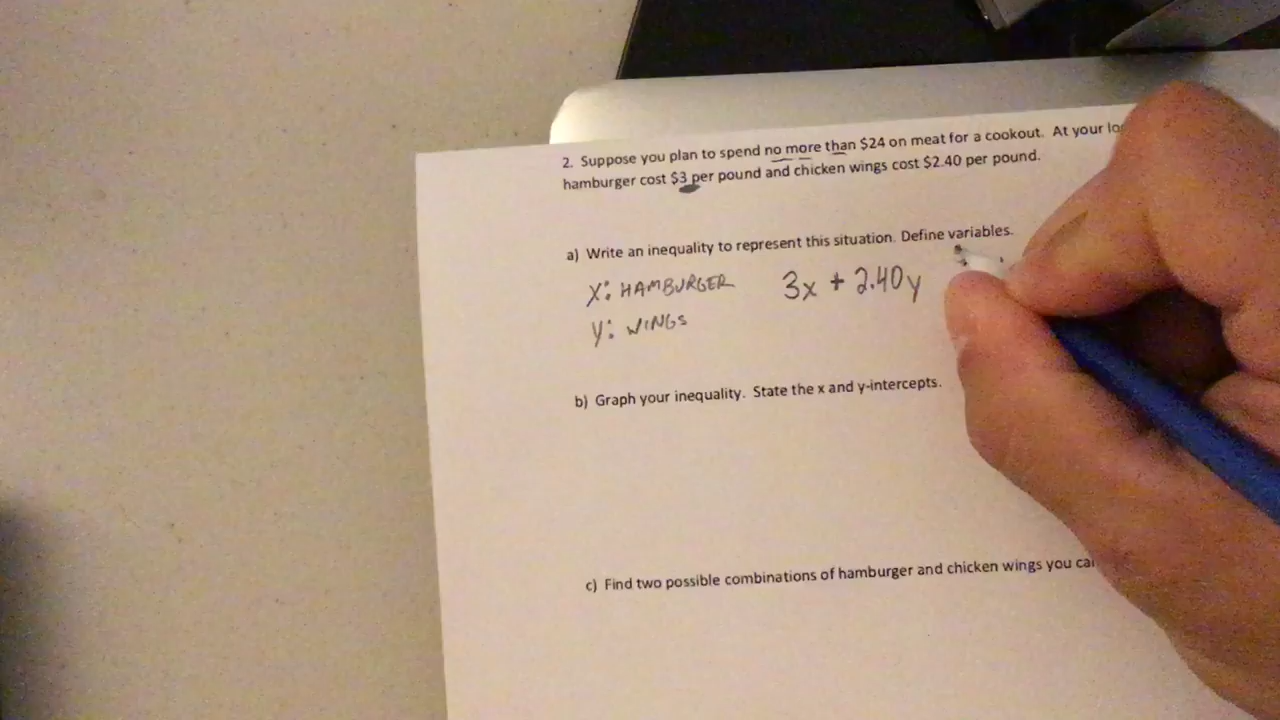 2. Suppose you plan to spend no more than $24 on meat for a cookout. At your
hamburger cost $3 per pound and chicken wings cost $2.40 per pound.
a) Write an inequality to represent this situation. Define variables.
X: HAMBURGER 3x + 2.40y
Y: WINGS
b) Graph your inequality. State the x and y-intercepts.
c) Find two possible combinations of hamburger and chicken wings you